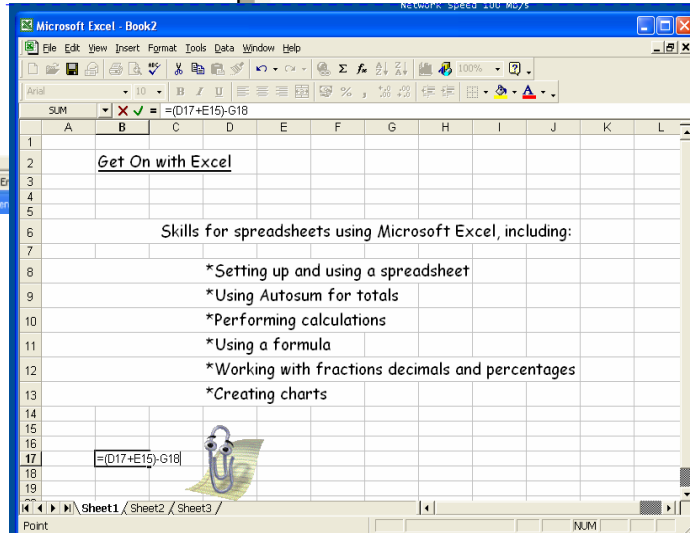 Network Speed 100 Mb/s
Microsoft Excel - Book2
File Edit View Insert Format Tools Data Window Help
Σ fx 100%
Arial 10 B I U % ,
SUM =(D17+E15)-G18
A B C D E F G H I J K L
1
2 Get On with Excel
3
4
5
6 Skills for spreadsheets using Microsoft Excel, including:
7
8 *Setting up and using a spreadsheet
9 *Using Autosum for totals
10 *Performing calculations
11 *Using a formula
12 *Working with fractions decimals and percentages
13 *Creating charts
14
15
16
17 =(D17+E15)-G18
18
19
Sheet1 / Sheet2 / Sheet3 /
Point NUM